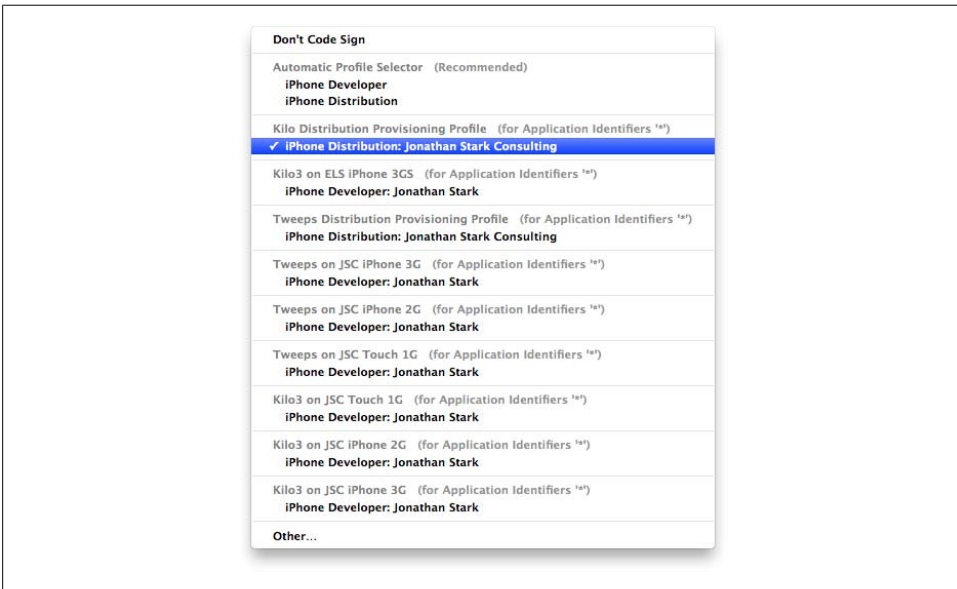 Don't Code Sign
Automatic Profile Selector (Recommended)
iPhone Developer
iPhone Distribution
Kilo Distribution Provisioning Profile (for Application Identifiers '*')
✓ iPhone Distribution: Jonathan Stark Consulting
Kilo3 on ELS iPhone 3GS (for Application Identifiers '*')
iPhone Developer: Jonathan Stark
Tweeps Distribution Provisioning Profile (for Application Identifiers '*')
iPhone Distribution: Jonathan Stark Consulting
Tweeps on JSC iPhone 3G (for Application Identifiers '*')
iPhone Developer: Jonathan Stark
Tweeps on JSC iPhone 2G (for Application Identifiers '*')
iPhone Developer: Jonathan Stark
Tweeps on JSC Touch 1G (for Application Identifiers '*')
iPhone Developer: Jonathan Stark
Kilo3 on JSC Touch 1G (for Application Identifiers '*')
iPhone Developer: Jonathan Stark
Kilo3 on JSC iPhone 2G (for Application Identifiers '*')
iPhone Developer: Jonathan Stark
Kilo3 on JSC iPhone 3G (for Application Identifiers '*')
iPhone Developer: Jonathan Stark
Other...